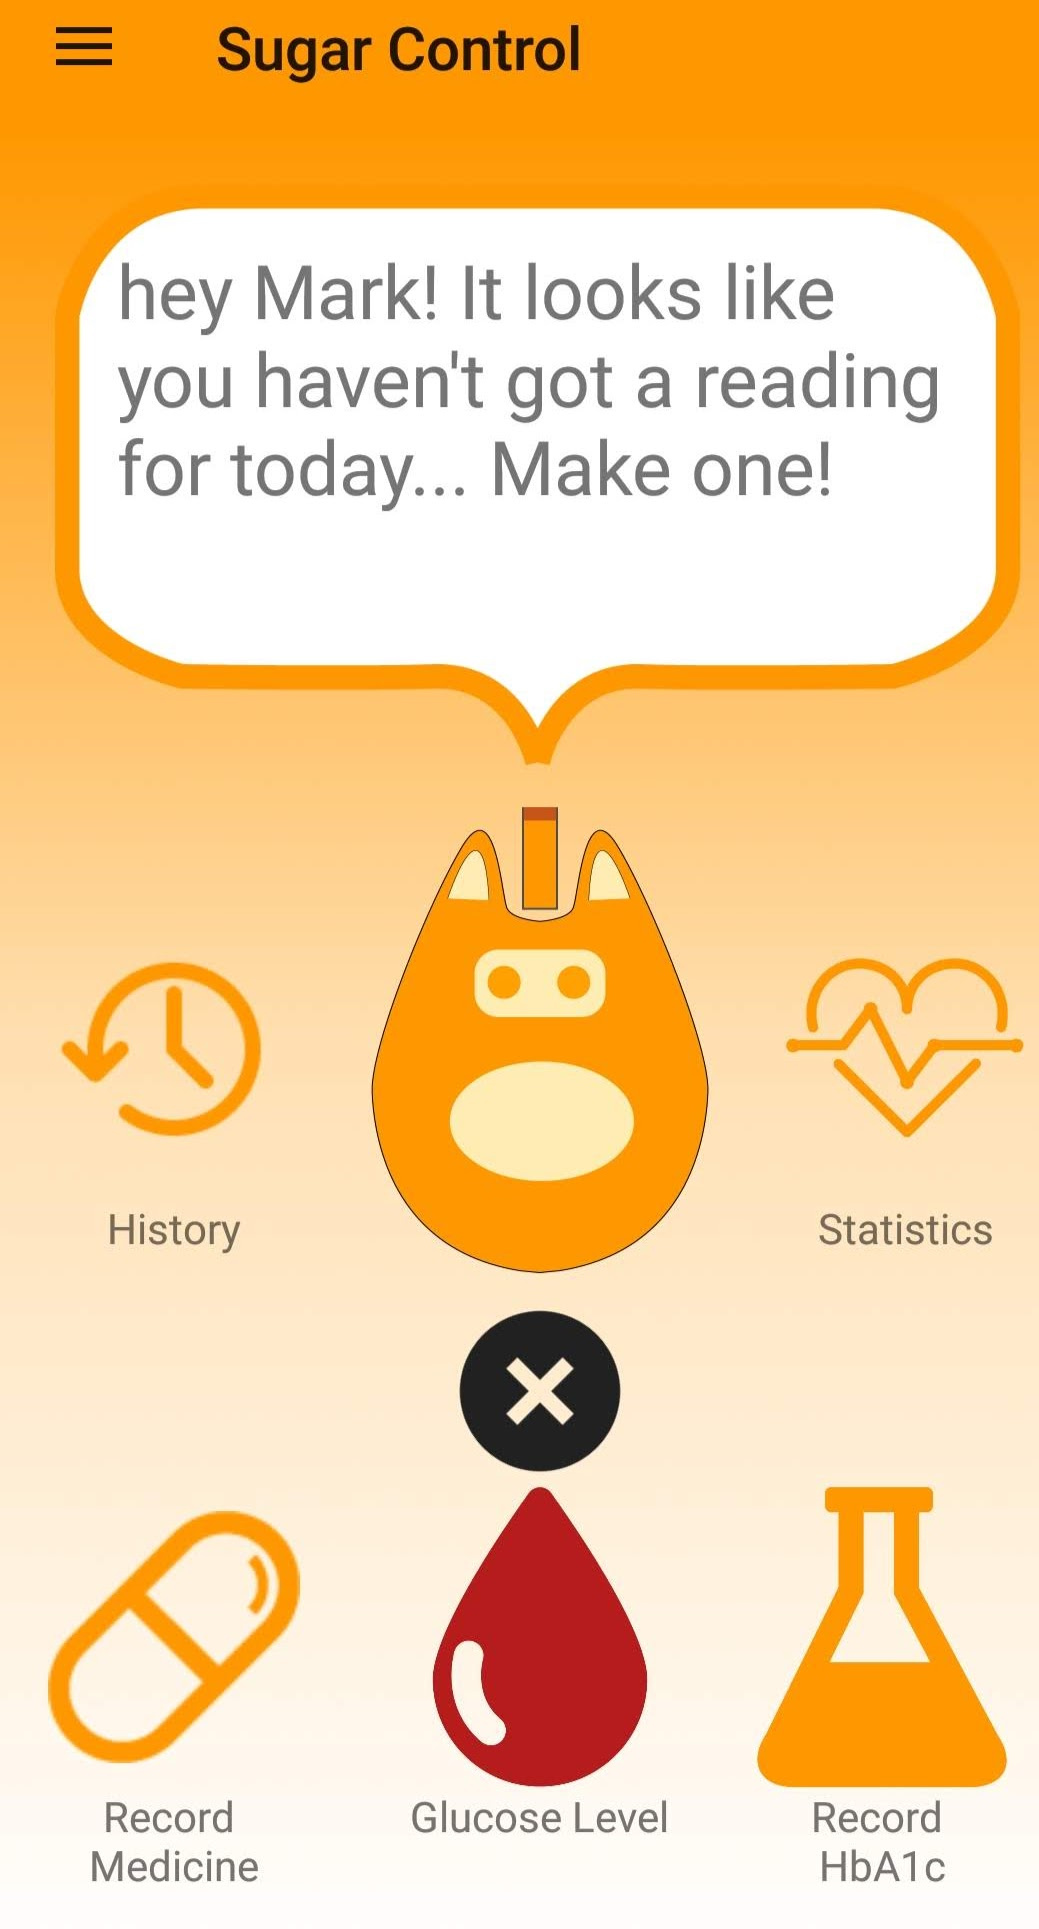 Sugar Control
hey Mark! It looks like
you haven't got a reading
for today... Make one!
History
Statistics
Record
Medicine
Glucose Level
Record
HbA1c